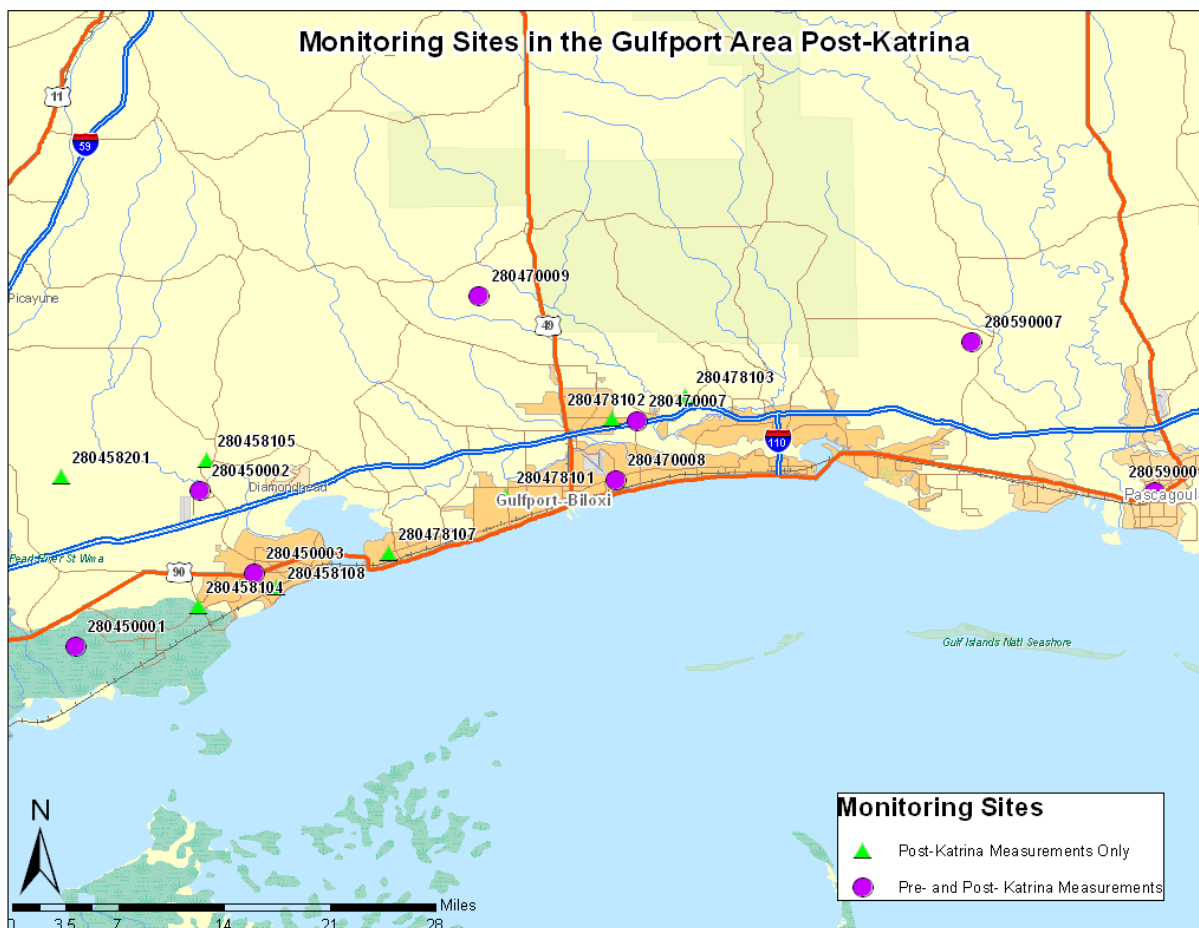 Monitoring Sites in the Gulfport Area Post-Katrina
11
59
280470009
Picayune
49
280590007
280478103
280478102
280470007
110
280458105
280458201
280450002
280470008
280590009
Diamondhead
280478101
Pascagoula
Gulfport--Biloxi
280478107
280450003
90
280458108
280458104
280450001
Gulf Islands Natl Seashore
Monitoring Sites
N
Post-Katrina Measurements Only
Pre- and Post- Katrina Measurements
Miles
0 3.5 7 14 21 28